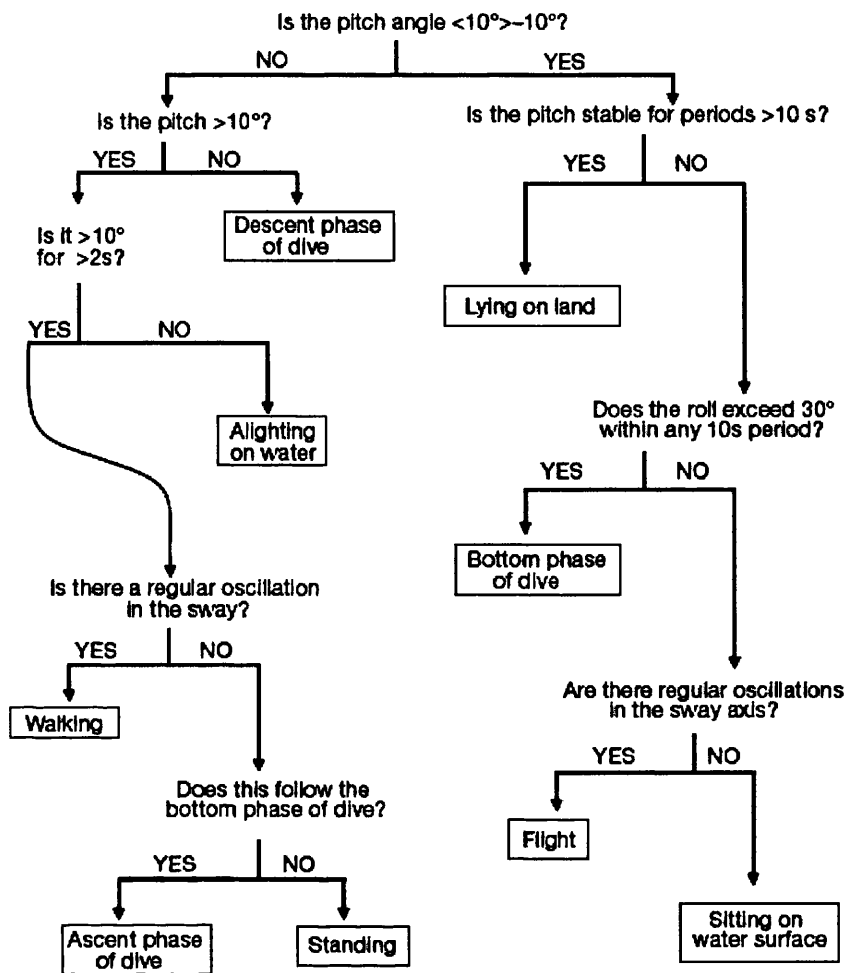 Is the pitch angle <10°>-10°?
NO
YES
Is the pitch >10°?
Is the pitch stable for periods >10 s?
YES
NO
YES
NO
Is it >10°
for >2s?
Descent phase
of dive
Lying on land
YES
NO
Alighting
on water
Does the roll exceed 30°
within any 10s period?
YES
NO
Bottom phase
of dive
Is there a regular oscillation
in the sway?
YES
NO
Walking
Are there regular oscillations
in the sway axis?
YES
NO
Does this follow the
bottom phase of dive?
Flight
YES
NO
Ascent phase
of dive
Standing
Sitting on
water surface